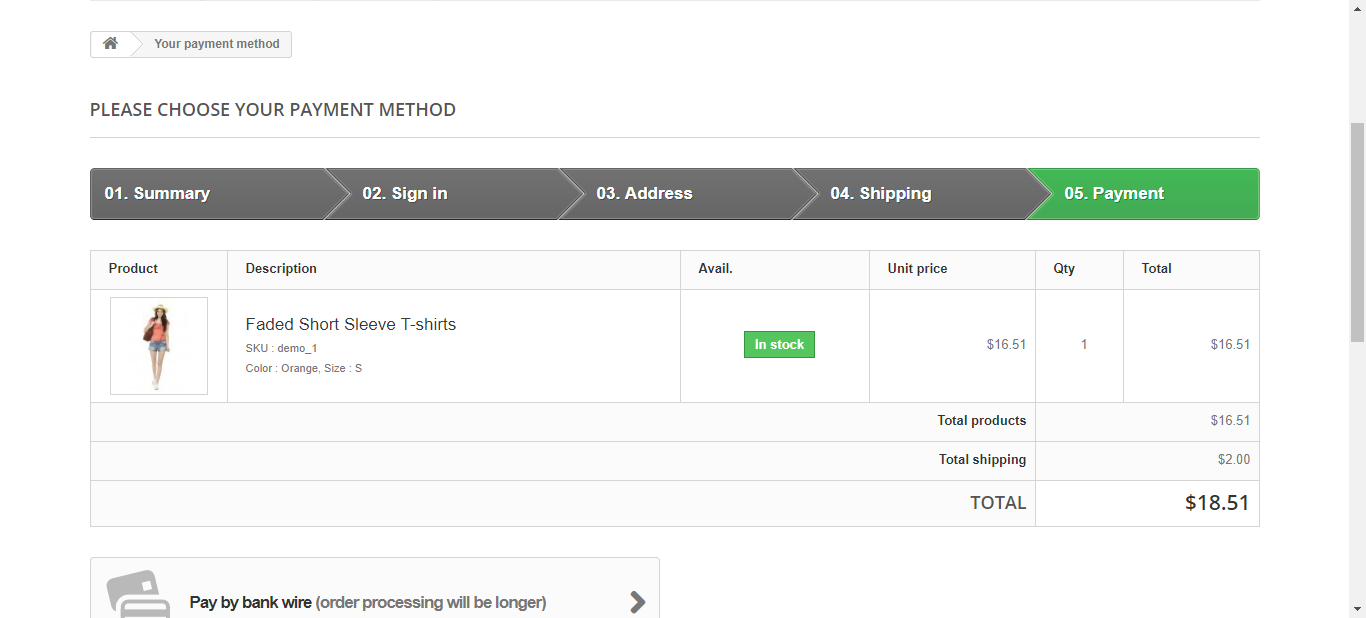 Your payment method
PLEASE CHOOSE YOUR PAYMENT METHOD
01. Summary 02. Sign in 03. Address 04. Shipping 05. Payment
Product Description Avail. Unit price Qty Total
Faded Short Sleeve T-shirts
SKU : demo_1
Color : Orange, Size : S
In stock $16.51 1 $16.51
Total products $16.51
Total shipping $2.00
TOTAL $18.51
Pay by bank wire (order processing will be longer)